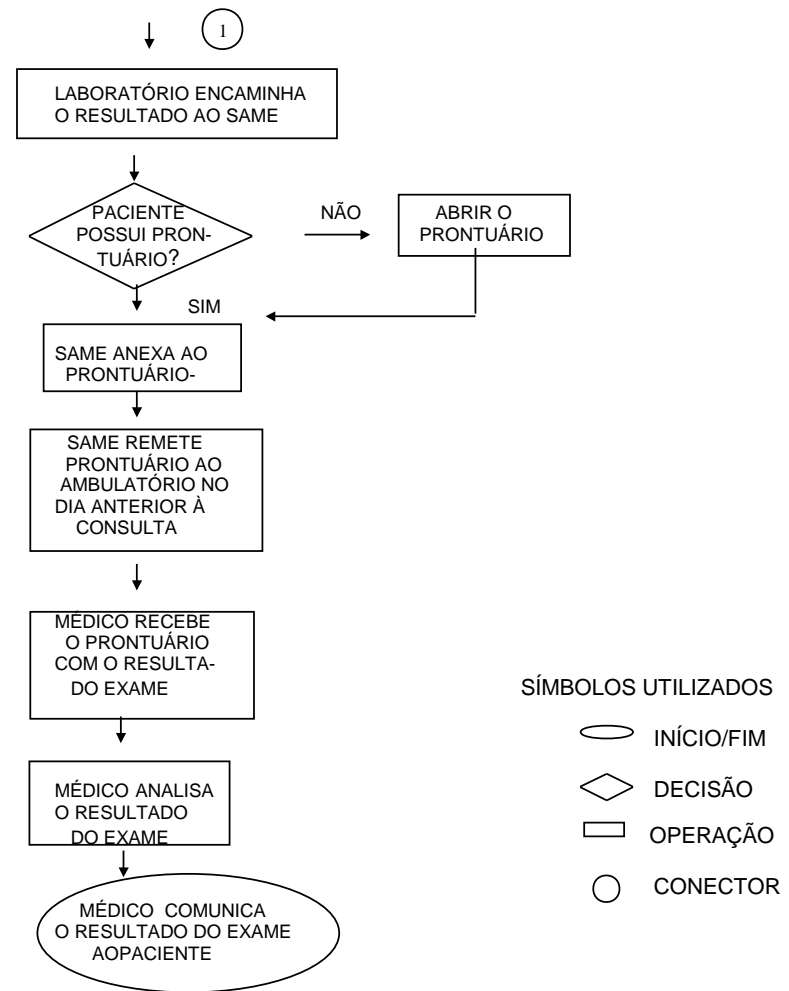 1
LABORATÓRIO ENCAMINHA
O RESULTADO AO SAME
PACIENTE
POSSUI PRON-
TUÁRIO?
NÃO
ABRIR O
PRONTUÁRIO
SIM
SAME ANEXA AO
PRONTUÁRIO-
SAME REMETE
PRONTUÁRIO AO
AMBULATÓRIO NO
DIA ANTERIOR À
CONSULTA
MÉDICO RECEBE
O PRONTUÁRIO
COM O RESULTA-
DO EXAME
MÉDICO ANALISA
O RESULTADO
DO EXAME
MÉDICO COMUNICA
O RESULTADO DO EXAME
AOPACIENTE
SÍMBOLOS UTILIZADOS
INÍCIO/FIM
DECISÃO
OPERAÇÃO
CONECTOR